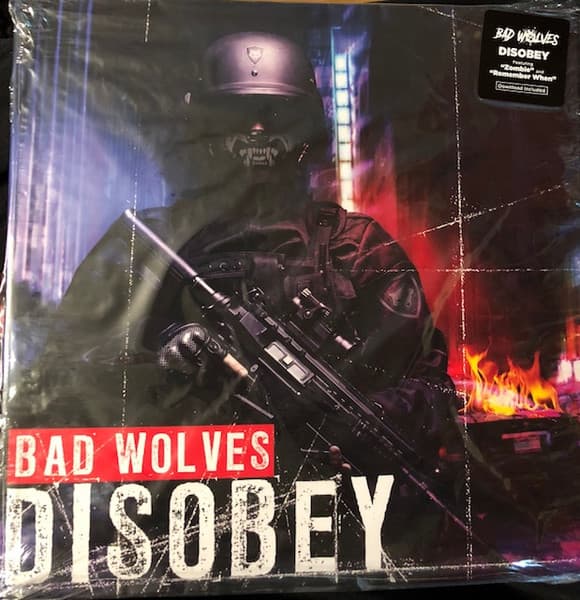 BAD WOLVES
DISOBEY
Featuring
"Zombie" and
"Remember When"
Download Included
BAD WOLVES
DISOBEY